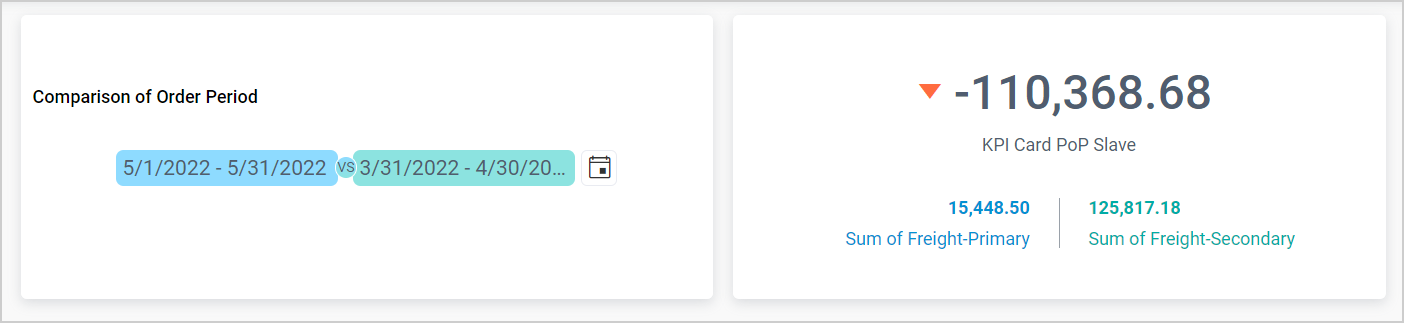 Comparison of Order Period
5/1/2022 - 5/31/2022 VS 3/31/2022 - 4/30/20...
-110,368.68
KPI Card PoP Slave
15,448.50 125,817.18
Sum of Freight-Primary Sum of Freight-Secondary